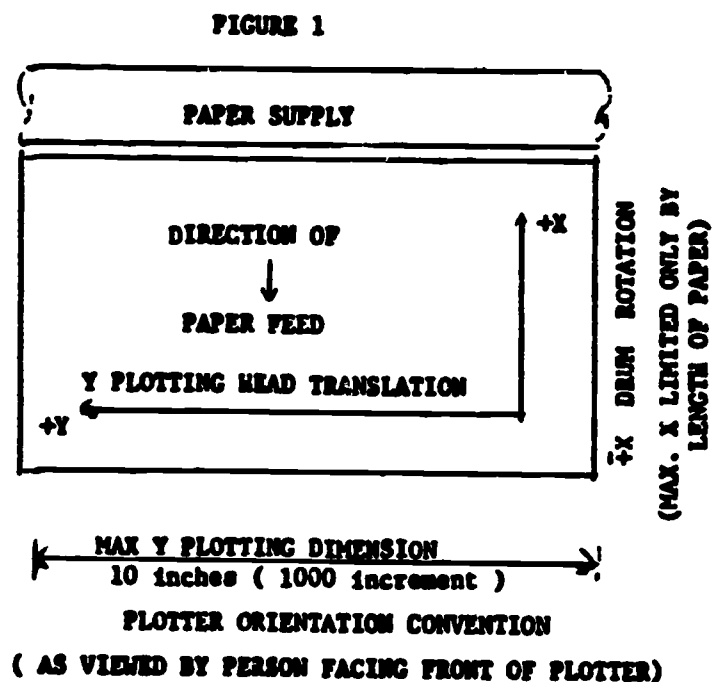 FIGURE 1
PAPER SUPPLY
DIRECTION OF
+X
PAPER FEED
Y PLOTTING HEAD TRANSLATION
+Y
±X DRUM ROTATION
(MAX. X LIMITED ONLY BY
LENGTH OF PAPER)
MAX Y PLOTTING DIMENSION
10 inches ( 1000 increment )
PLOTTER ORIENTATION CONVENTION
( AS VIEWED BY PERSON FACING FRONT OF PLOTTER)